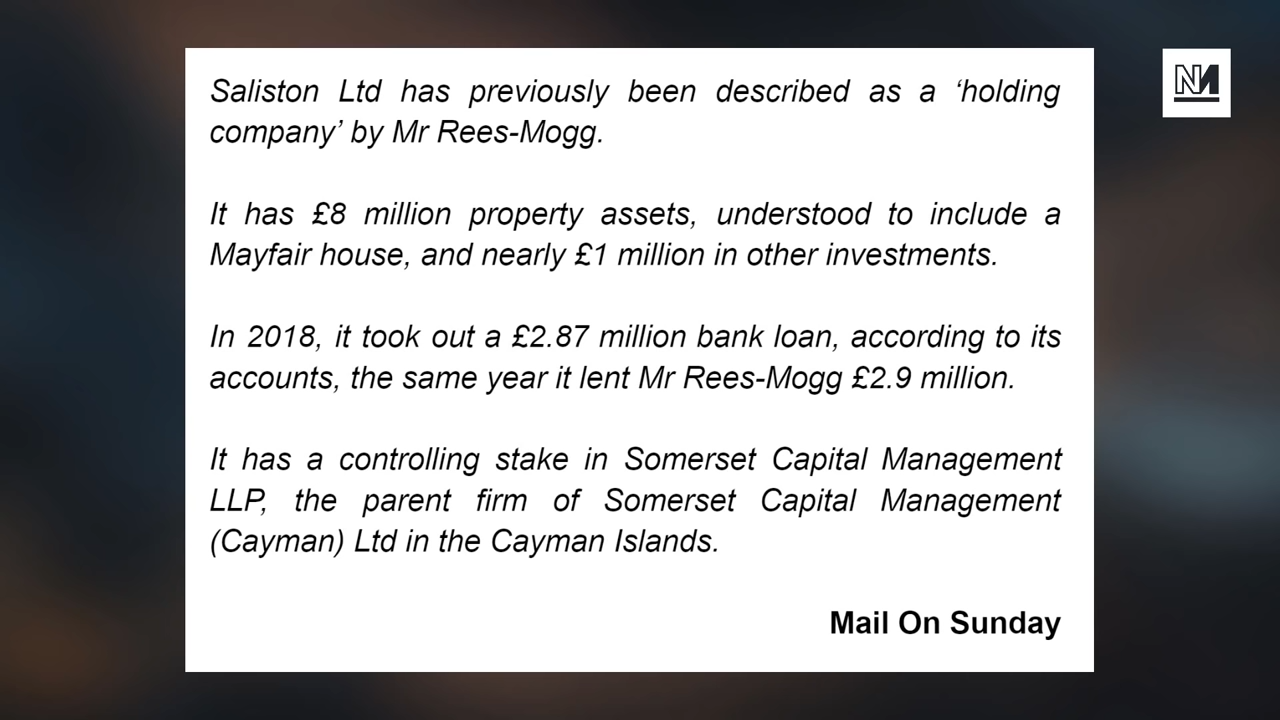 Saliston Ltd has previously been described as a ‘holding
company’ by Mr Rees-Mogg.
It has £8 million property assets, understood to include a
Mayfair house, and nearly £1 million in other investments.
In 2018, it took out a £2.87 million bank loan, according to its
accounts, the same year it lent Mr Rees-Mogg £2.9 million.
It has a controlling stake in Somerset Capital Management
LLP, the parent firm of Somerset Capital Management
(Cayman) Ltd in the Cayman Islands.
Mail On Sunday
NM